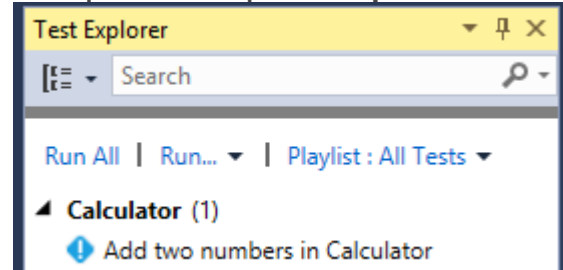 Test Explorer
Search
Run All | Run... | Playlist : All Tests
Calculator (1)
Add two numbers in Calculator